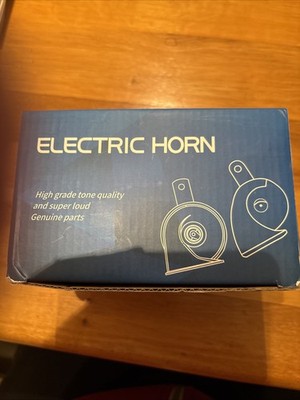 ELECTRIC HORN
High grade tone quality
and super loud
Genuine parts